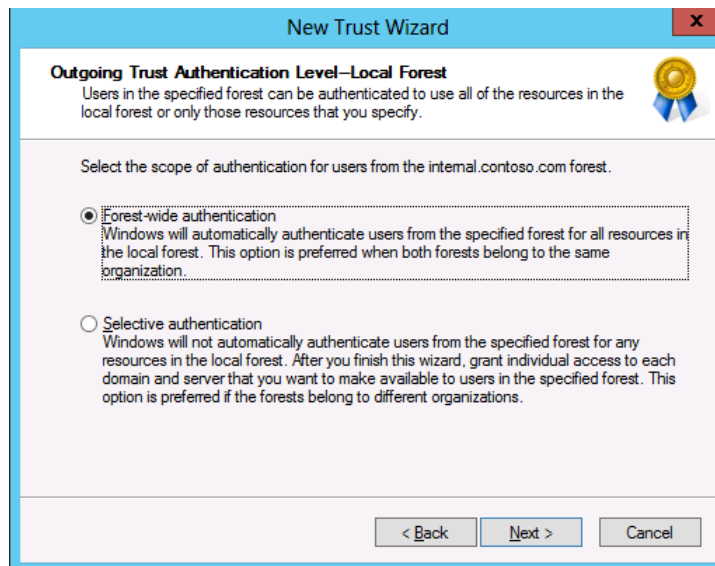 New Trust Wizard
x
Outgoing Trust Authentication Level—Local Forest
Users in the specified forest can be authenticated to use all of the resources in the
local forest or only those resources that you specify.
Select the scope of authentication for users from the internal.contoso.com forest.
Forest-wide authentication
Windows will automatically authenticate users from the specified forest for all resources in
the local forest. This option is preferred when both forests belong to the same
organization.
Selective authentication
Windows will not automatically authenticate users from the specified forest for any
resources in the local forest. After you finish this wizard, grant individual access to each
domain and server that you want to make available to users in the specified forest. This
option is preferred if the forests belong to different organizations.
< Back
Next >
Cancel